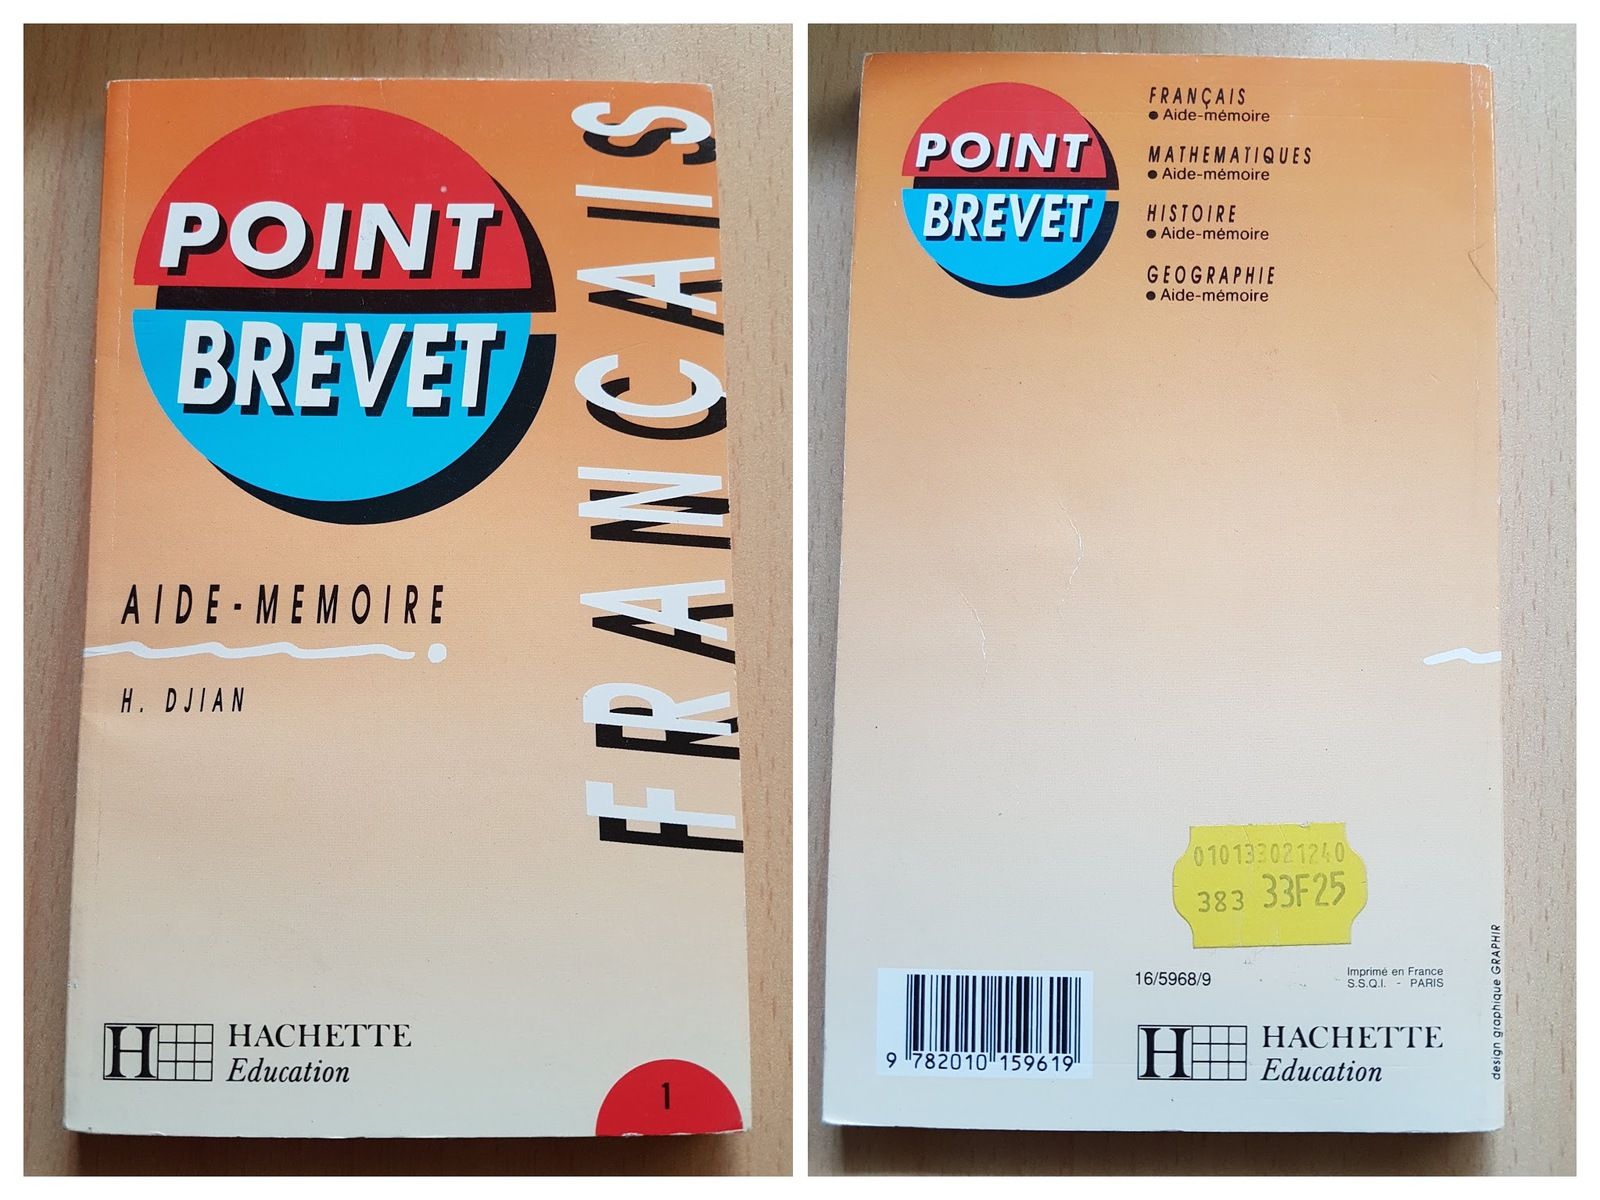 POINT
BREVET
FRANCAIS
AIDE-MEMOIRE
H. DJIAN
H HACHETTE
Education
1
POINT
BREVET
FRANÇAIS
● Aide-mémoire
MATHEMATIQUES
● Aide-mémoire
HISTOIRE
● Aide-mémoire
GEOGRAPHIE
● Aide-mémoire
010133021240
383 33F25
9 782010 159619
16/5968/9
Imprimé en France
S.S.Q.I. - PARIS
H HACHETTE
Education
design graphique GRAPHIR